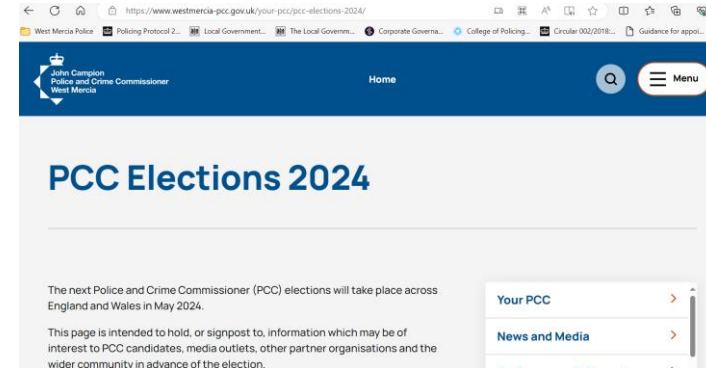 https://www.westmercia-pcc.gov.uk/your-pcc/pcc-elections-2024/
West Mercia Police
Policing Protocol 2...
Local Government...
The Local Governm...
Corporate Governa...
College of Policing...
Circular 002/2018:...
Guidance for appoi...
John Campion
Police and Crime Commissioner
West Mercia
Home
Menu
PCC Elections 2024
The next Police and Crime Commissioner (PCC) elections will take place across
England and Wales in May 2024.
This page is intended to hold, or signpost to, information which may be of
interest to PCC candidates, media outlets, other partner organisations and the
wider community in advance of the election.
Your PCC
News and Media